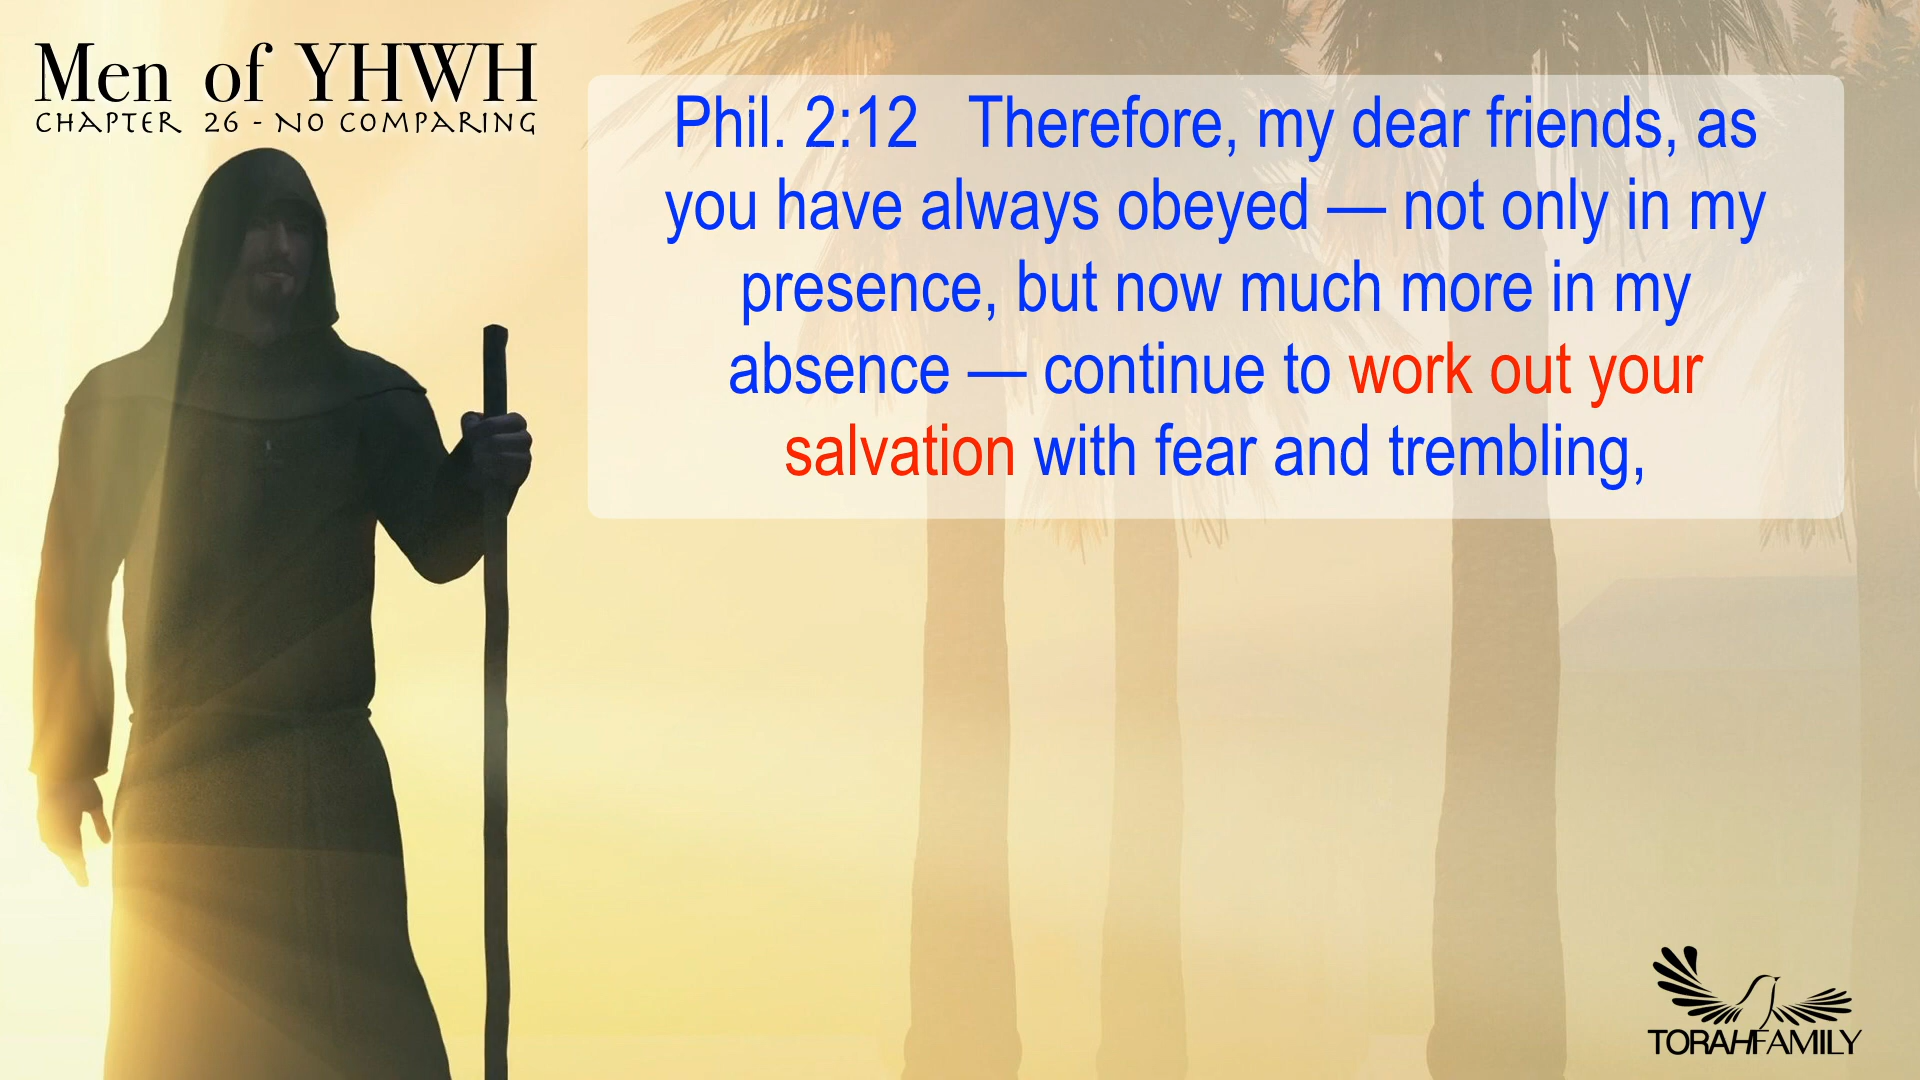 Men of YHWH
CHAPTER 26 - NO COMPARING
Phil. 2:12 Therefore, my dear friends, as
you have always obeyed — not only in my
presence, but now much more in my
absence — continue to work out your
salvation with fear and trembling,
TORAHFAMILY